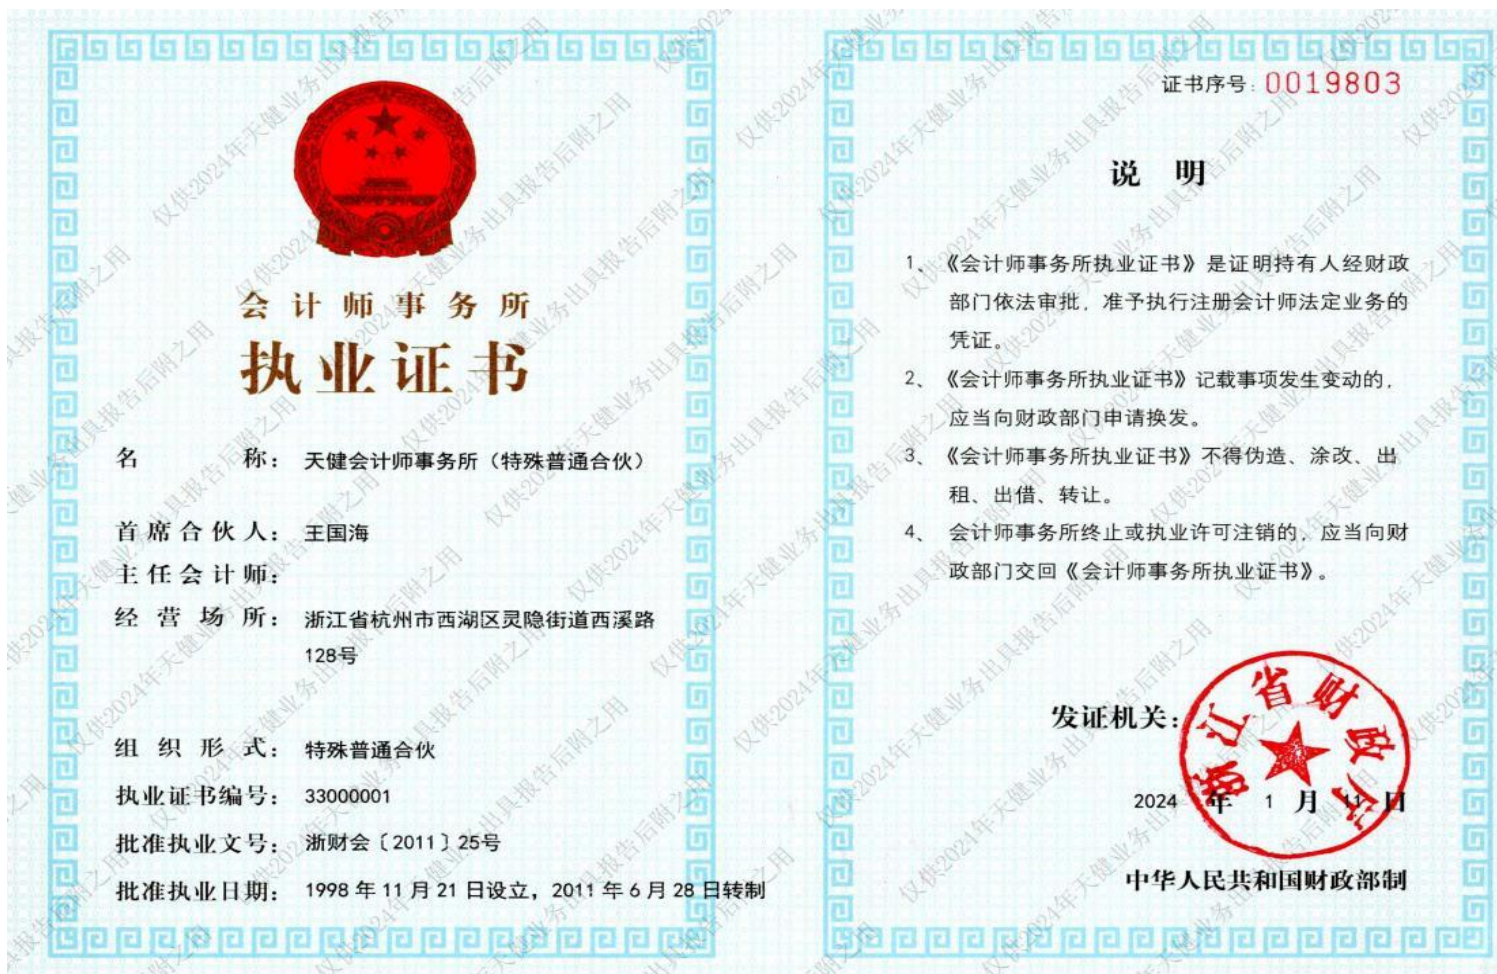 会计师事务所
执业证书
名称：天健会计师事务所（特殊普通合伙）
首席合伙人：王国海
主任会计师：
经营场所：浙江省杭州市西湖区灵隐街道西溪路
128号
组织形式：特殊普通合伙
执业证书编号：33000001
批准执业文号：浙财会〔2011〕25号
批准执业日期：1998年11月21日设立，2011年6月28日转制
证书序号：0019803
说明
1、《会计师事务所执业证书》是证明持有人经财政
部门依法审批，准予执行注册会计师法定业务的
凭证。
2、《会计师事务所执业证书》记载事项发生变动的，
应当向财政部门申请换发。
3、《会计师事务所执业证书》不得伪造、涂改、出
租、出借、转让。
4、会计师事务所终止或执业许可注销的，应当向财
政部门交回《会计师事务所执业证书》。
发证机关：
浙江省财政厅
2024年1月11日
中华人民共和国财政部制
仅供2024年天健业务出具报告后附之用